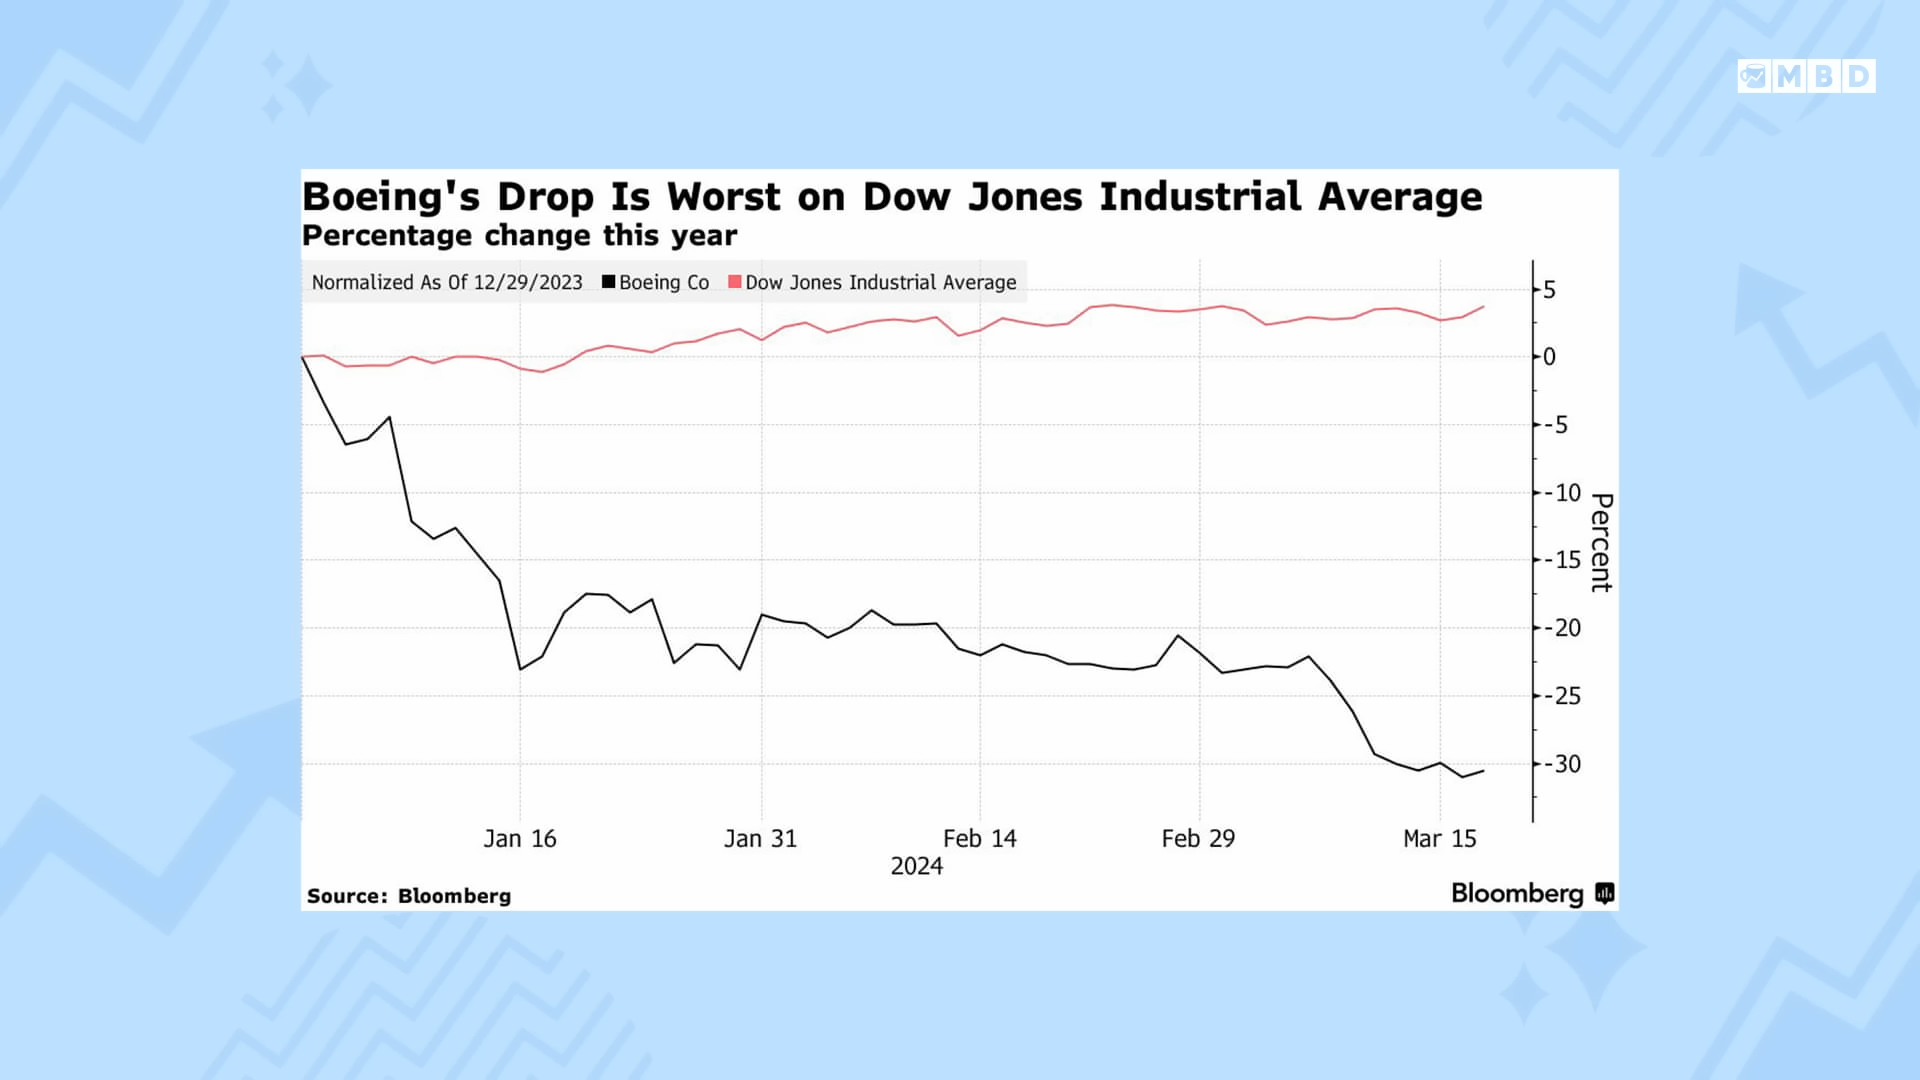 MBD
Boeing's Drop Is Worst on Dow Jones Industrial Average
Percentage change this year
Normalized As Of 12/29/2023 Boeing Co Dow Jones Industrial Average
5
0
-5
-10
-15
-20
-25
-30
Percent
Jan 16 Jan 31 Feb 14 Feb 29 Mar 15
2024
Source: Bloomberg
Bloomberg